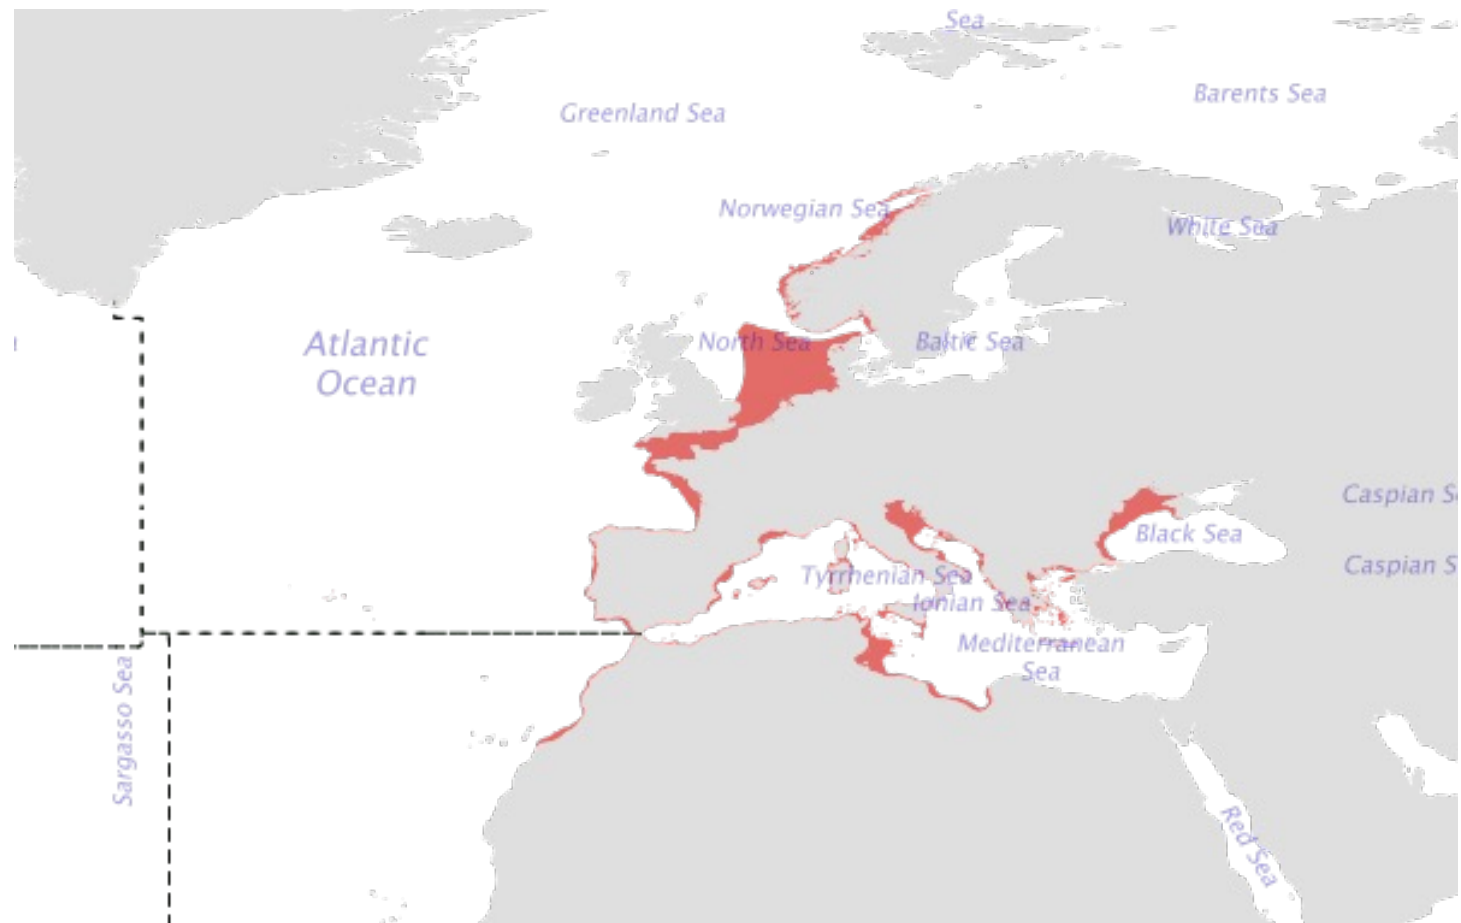 Sea
Barents Sea
Greenland Sea
Norwegian Sea
White Sea
Atlantic
Ocean
North Sea
Baltic Sea
Caspian S
Black Sea
Caspian S
Tyrrhenian Sea
Ionian Sea
Mediterranean
Sea
Sargasso Sea
Red Sea